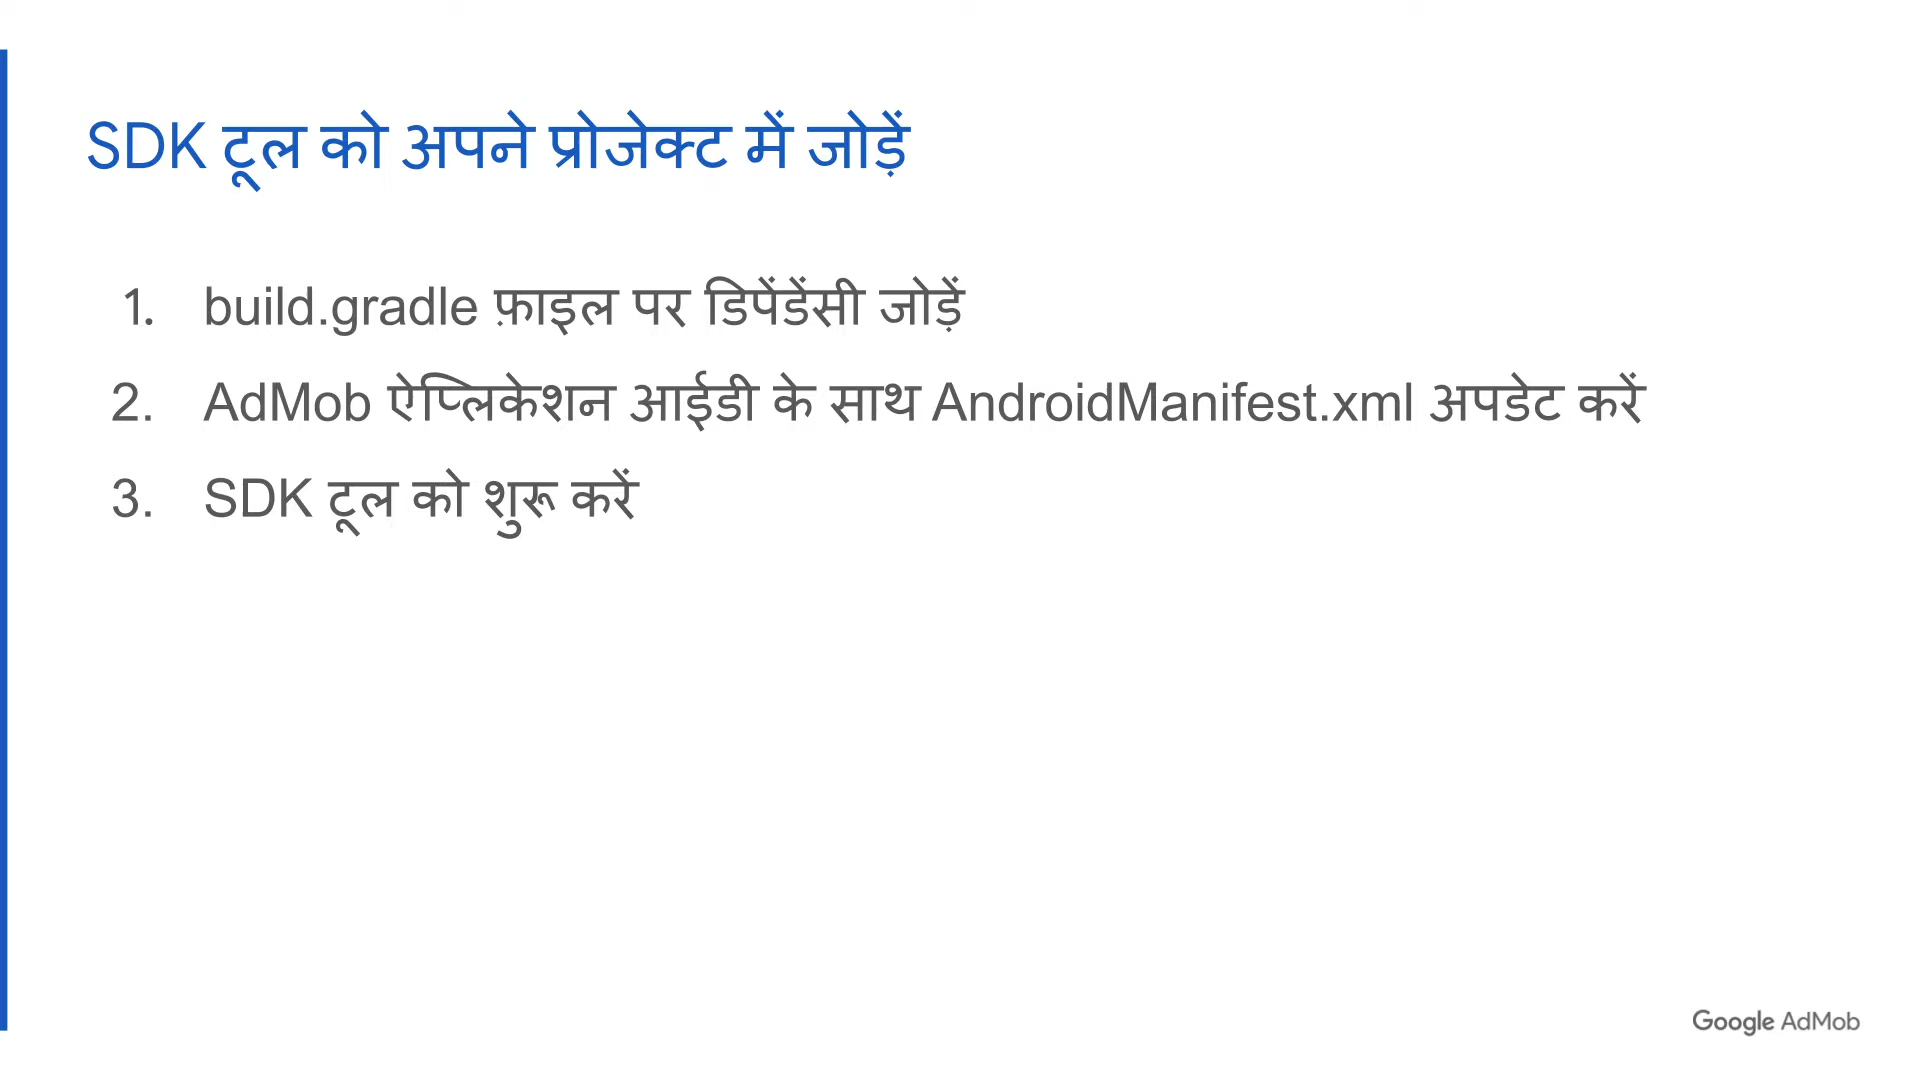 SDK टूल को अपने प्रोजेक्ट में जोड़ें
1. build.gradle फ़ाइल पर डिपेंडेंसी जोड़ें
2. AdMob ऐप्लिकेशन आईडी के साथ AndroidManifest.xml अपडेट करें
3. SDK टूल को शुरू करें
Google AdMob